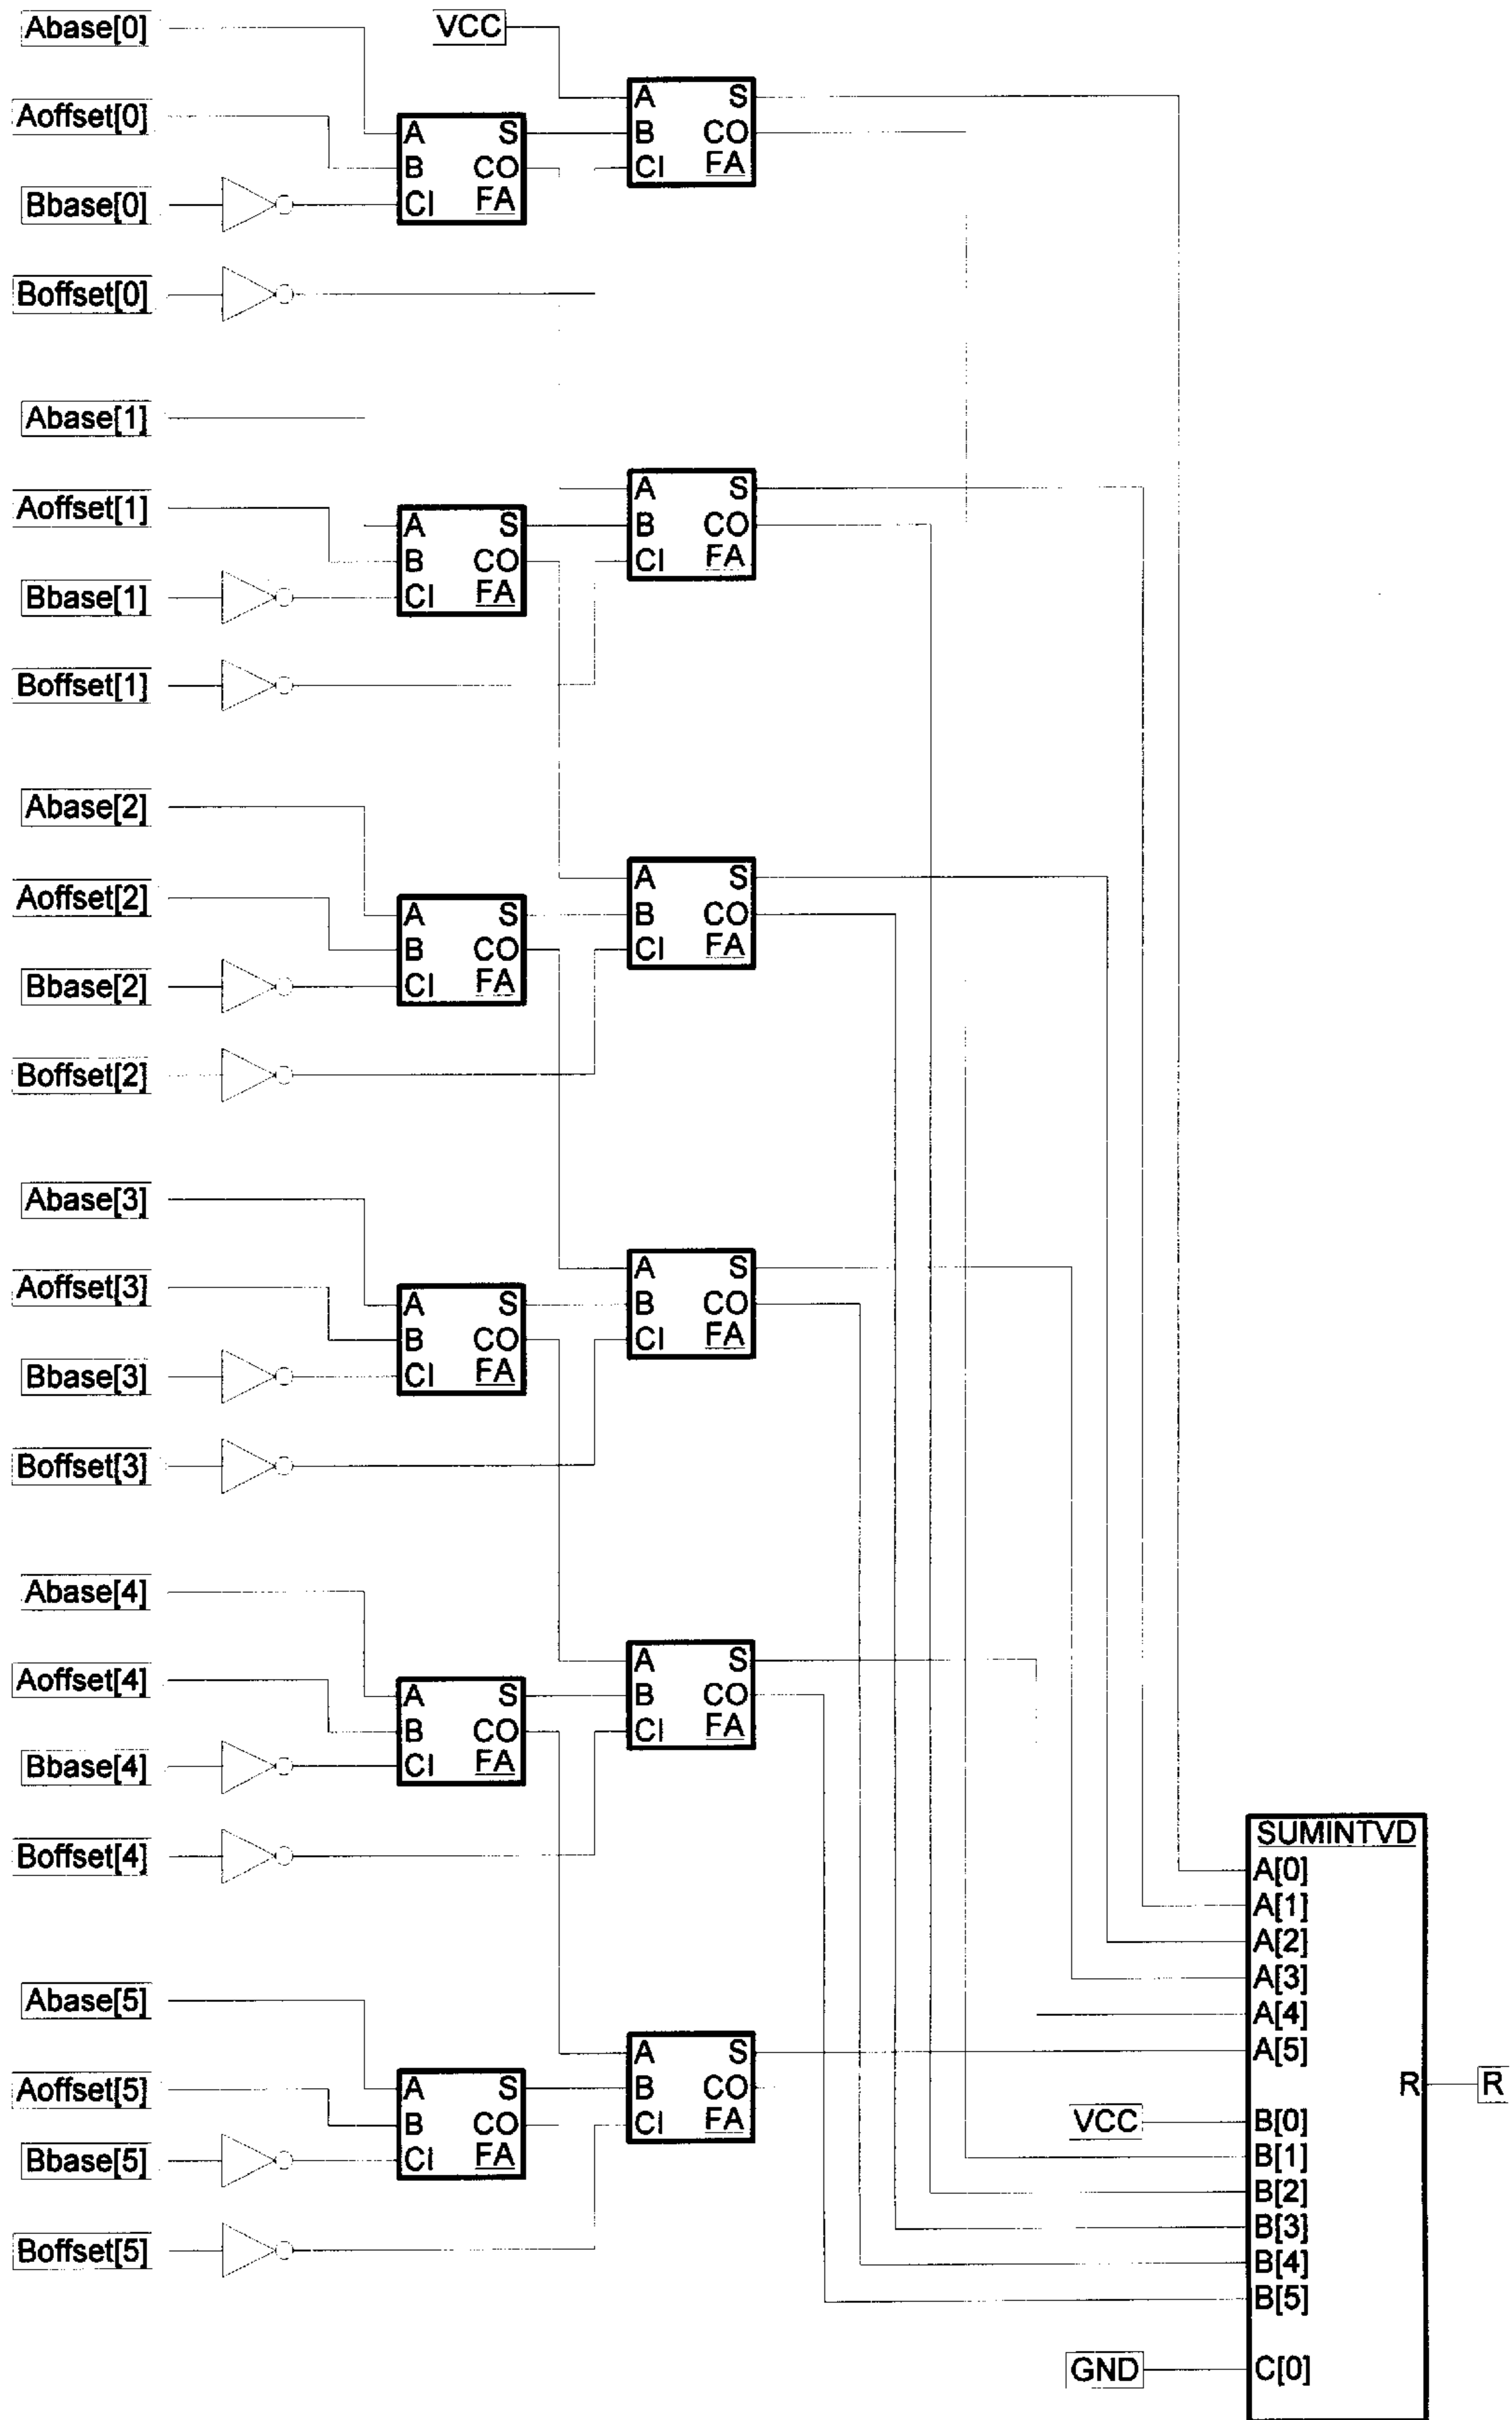 Abase[0]
VCC
Aoffset[0]
Bbase[0]
Boffset[0]
A S
B CO
CI FA
A S
B CO
CI FA
Abase[1]
Aoffset[1]
Bbase[1]
Boffset[1]
A S
B CO
CI FA
A S
B CO
CI FA
Abase[2]
Aoffset[2]
Bbase[2]
Boffset[2]
A S
B CO
CI FA
A S
B CO
CI FA
Abase[3]
Aoffset[3]
Bbase[3]
Boffset[3]
A S
B CO
CI FA
A S
B CO
CI FA
Abase[4]
Aoffset[4]
Bbase[4]
Boffset[4]
A S
B CO
CI FA
A S
B CO
CI FA
Abase[5]
Aoffset[5]
Bbase[5]
Boffset[5]
A S
B CO
CI FA
A S
B CO
CI FA
SUMINTVD
A[0]
A[1]
A[2]
A[3]
A[4]
A[5]
R R
VCC B[0]
B[1]
B[2]
B[3]
B[4]
B[5]
GND C[0]